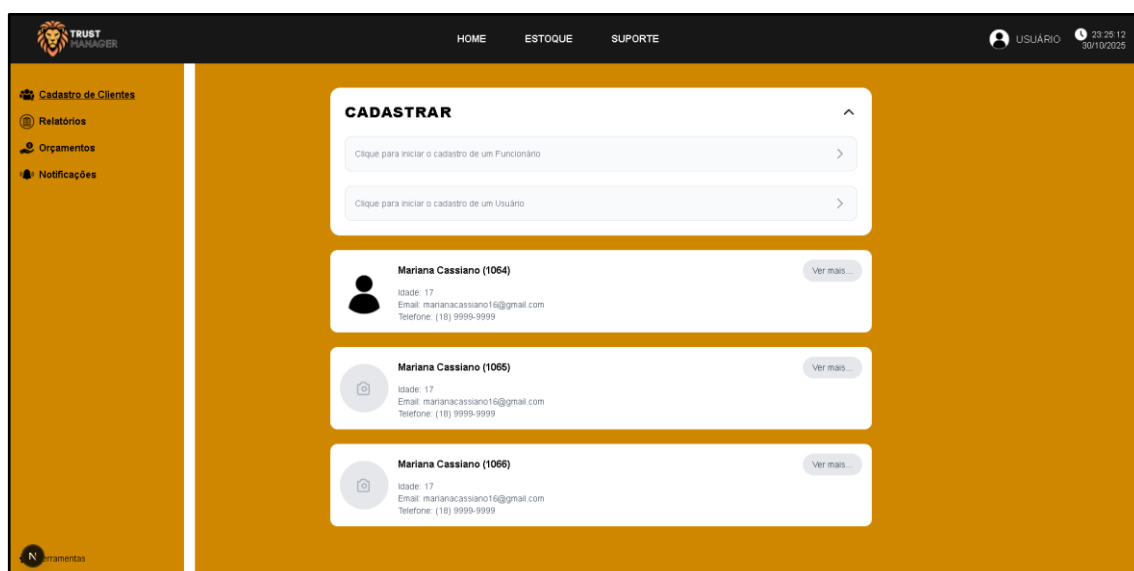 TRUST
MANAGER
HOME ESTOQUE SUPORTE
USUÁRIO
23:25:12
30/10/2025
Cadastro de Clientes
Relatórios
Orçamentos
Notificações
CADASTRAR
Clique para iniciar o cadastro de um Funcionário
Clique para iniciar o cadastro de um Usuário
Mariana Cassiano (1064)
Ver mais...
Idade: 17
Email: marianacassiano16@gmail.com
Telefone: (18) 9999-9999
Mariana Cassiano (1065)
Ver mais...
Idade: 17
Email: marianacassiano16@gmail.com
Telefone: (18) 9999-9999
Mariana Cassiano (1066)
Ver mais...
Idade: 17
Email: marianacassiano16@gmail.com
Telefone: (18) 9999-9999
N
erramentas